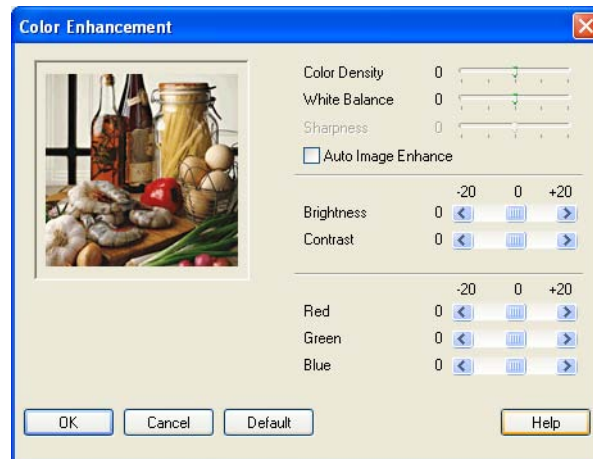 Color Enhancement
Color Density 0
White Balance 0
Sharpness 0
Auto Image Enhance
-20 0 +20
Brightness 0
Contrast 0
-20 0 +20
Red 0
Green 0
Blue 0
OK Cancel Default Help